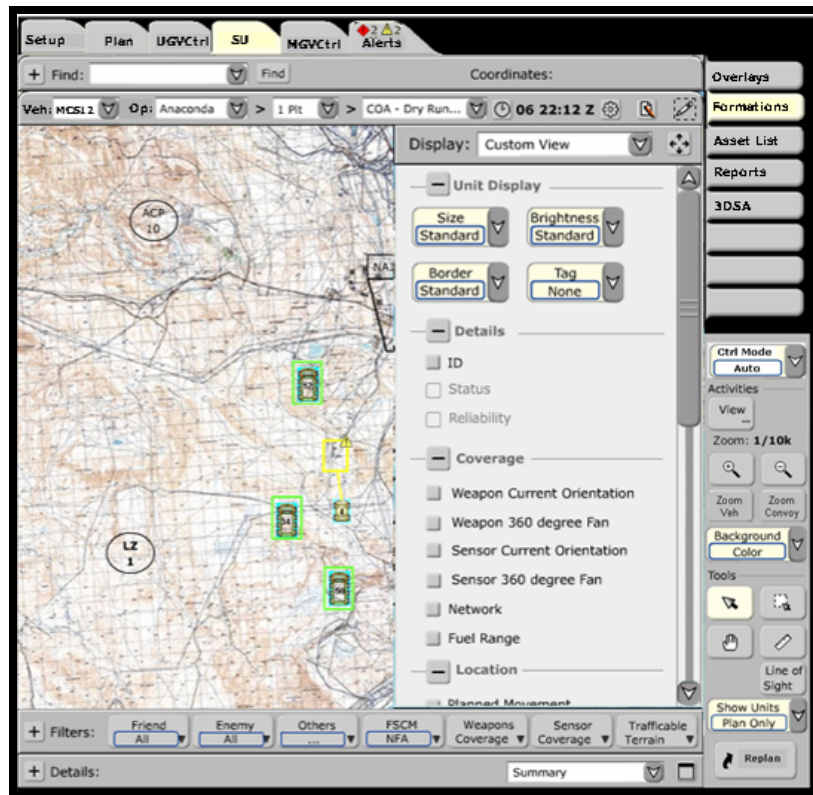 Setup Plan UGVCtrl SU MGVCtrl 2 2 Alerts
+ Find: Find Coordinates:
Veh: MCS12 Op: Anaconda > 1 Plt > COA - Dry Run... 06 22:12 Z
Overlays
Formations
Asset List
Reports
3DSA
Display: Custom View
Unit Display
Size Standard
Brightness Standard
Border Standard
Tag None
Details
ID
Status
Reliability
Coverage
Weapon Current Orientation
Weapon 360 degree Fan
Sensor Current Orientation
Sensor 360 degree Fan
Network
Fuel Range
Location
Planned Movement
ACP
10
LZ
1
Ctrl Mode
Auto
Activities
View
...
Zoom: 1/10k
Zoom Veh
Zoom Convoy
Background
Color
Tools
Line of
Sight
Show Units
Plan Only
Replan
+ Filters: Friend All Enemy All Others ... FSCM NFA Weapons Coverage Sensor Coverage Trafficable Terrain
+ Details: Summary